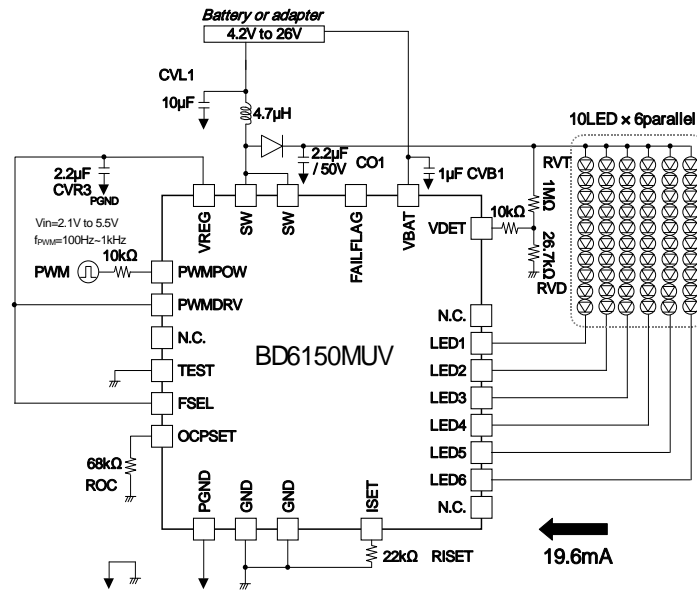 Battery or adapter
4.2V to 26V
CVL1
10µF
4.7µH
10LED × 6parallel
2.2µF
/ 50V
CO1
2.2µF
CVR3
PGND
1µF CVB1
RVT
1MΩ
Vin=2.1V to 5.5V
fPWM=100Hz~1kHz
VREG
SW
SW
FAILFLAG
VBAT
VDET
10kΩ
26.7kΩ
RVD
PWM
10kΩ
PWMPOW
PWMDRV
N.C.
TEST
FSEL
OCPSET
BD6150MUV
N.C.
LED1
LED2
LED3
LED4
LED5
LED6
N.C.
68kΩ
ROC
PGND
GND
GND
ISET
22kΩ RISET
19.6mA